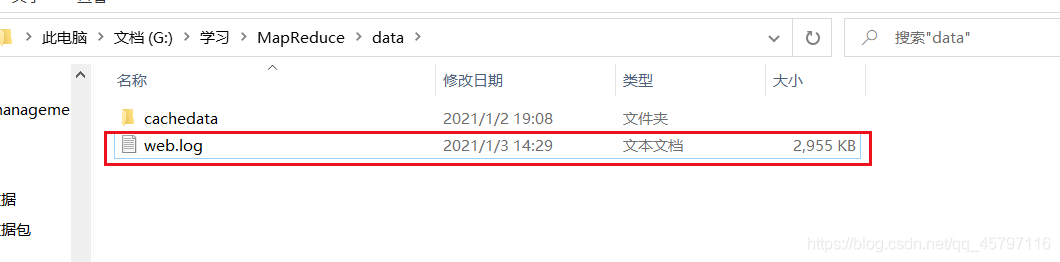 此电脑 > 文档 (G:) > 学习 > MapReduce > data >
搜索"data"
名称 修改日期 类型 大小
anageme
cachedata 2021/1/2 19:08 文件夹
web.log 2021/1/3 14:29 文本文档 2,955 KB
据
据包
https://blog.csdn.net/qq_45797116